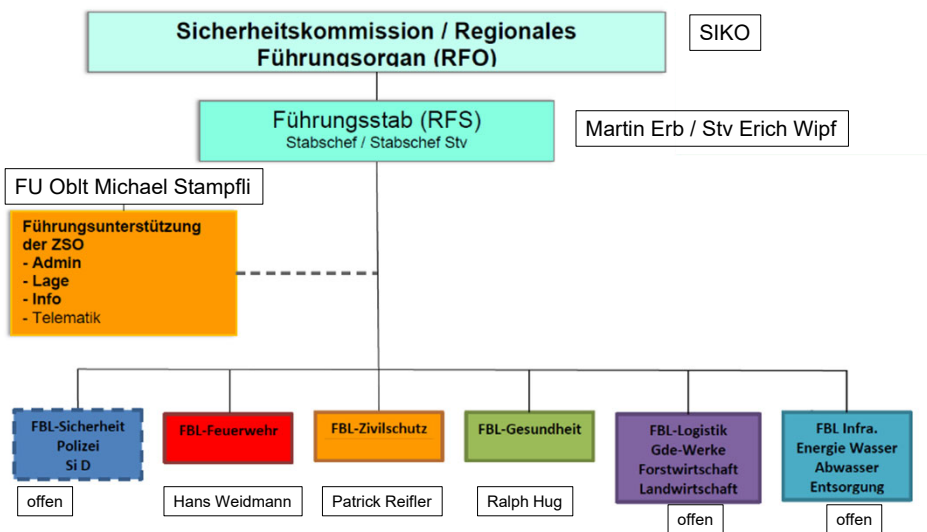 Sicherheitskommission / Regionales
Führungsorgan (RFO)
SIKO
Führungsstab (RFS)
Stabschef / Stabschef Stv
Martin Erb / Stv Erich Wipf
FU Oblt Michael Stampfli
Führungsunterstützung
der ZSO
- Admin
- Lage
- Info
- Telematik
FBL-Sicherheit
Polizei
Si D
offen
FBL-Feuerwehr
Hans Weidmann
FBL-Zivilschutz
Patrick Reifler
FBL-Gesundheit
Ralph Hug
FBL-Logistik
Gde-Werke
Forstwirtschaft
Landwirtschaft
offen
FBL Infra.
Energie Wasser
Abwasser
Entsorgung
offen